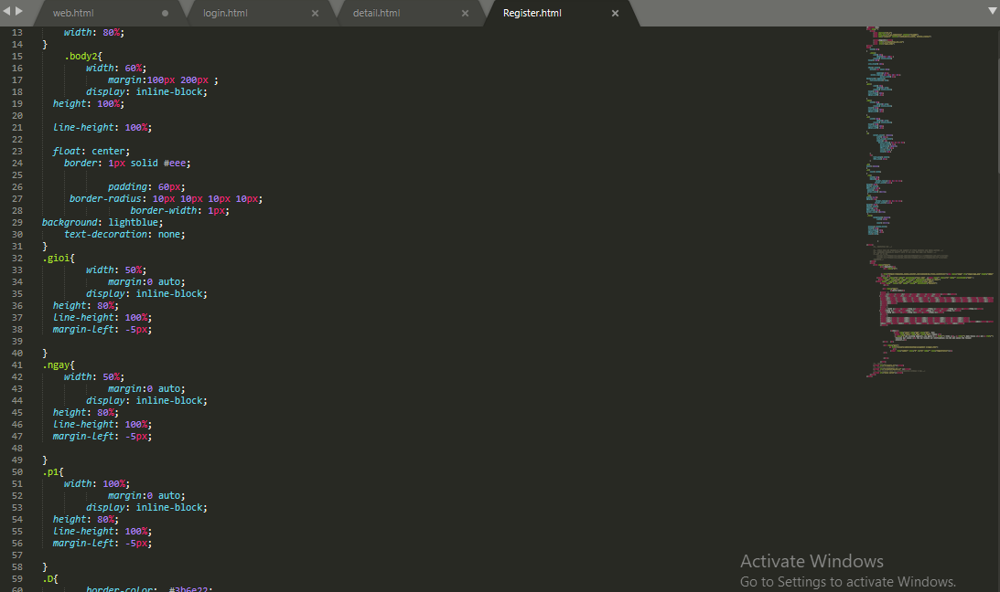 web.html login.html detail.html Register.html
13 width: 80%;
14 }
15 .body2{
16 width: 60%;
17 margin:100px 200px ;
18 display: inline-block;
19 height: 100%;
20
21 line-height: 100%;
22
23 float: center;
24 border: 1px solid #eee;
25
26 padding: 60px;
27 border-radius: 10px 10px 10px 10px;
28 border-width: 1px;
29 background: lightblue;
30 text-decoration: none;
31 }
32 .gioi{
33 width: 50%;
34 margin:0 auto;
35 display: inline-block;
36 height: 80%;
37 line-height: 100%;
38 margin-left: -5px;
39
40 }
41 .ngay{
42 width: 50%;
43 margin:0 auto;
44 display: inline-block;
45 height: 80%;
46 line-height: 100%;
47 margin-left: -5px;
48
49 }
50 .p1{
51 width: 100%;
52 margin:0 auto;
53 display: inline-block;
54 height: 80%;
55 line-height: 100%;
56 margin-left: -5px;
57
58 }
59 .D{
60 border-color: #3b6e22;
Activate Windows
Go to Settings to activate Windows.